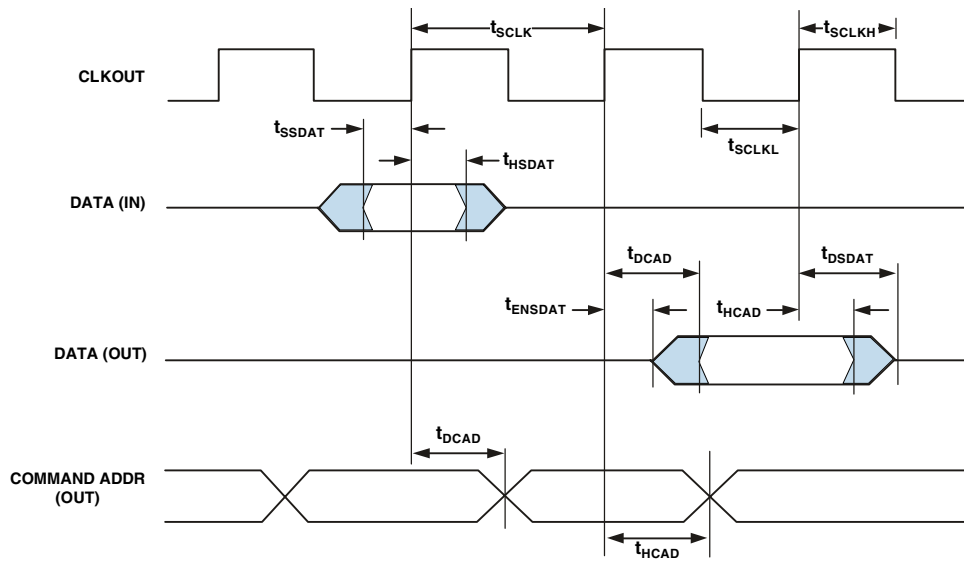 tSCLK
tSCLKH
CLKOUT
tSSDAT
tSCLKL
tHSDAT
DATA (IN)
tDCAD
tDSDAT
tENSDAT
tHCAD
DATA (OUT)
tDCAD
COMMAND ADDR
(OUT)
tHCAD